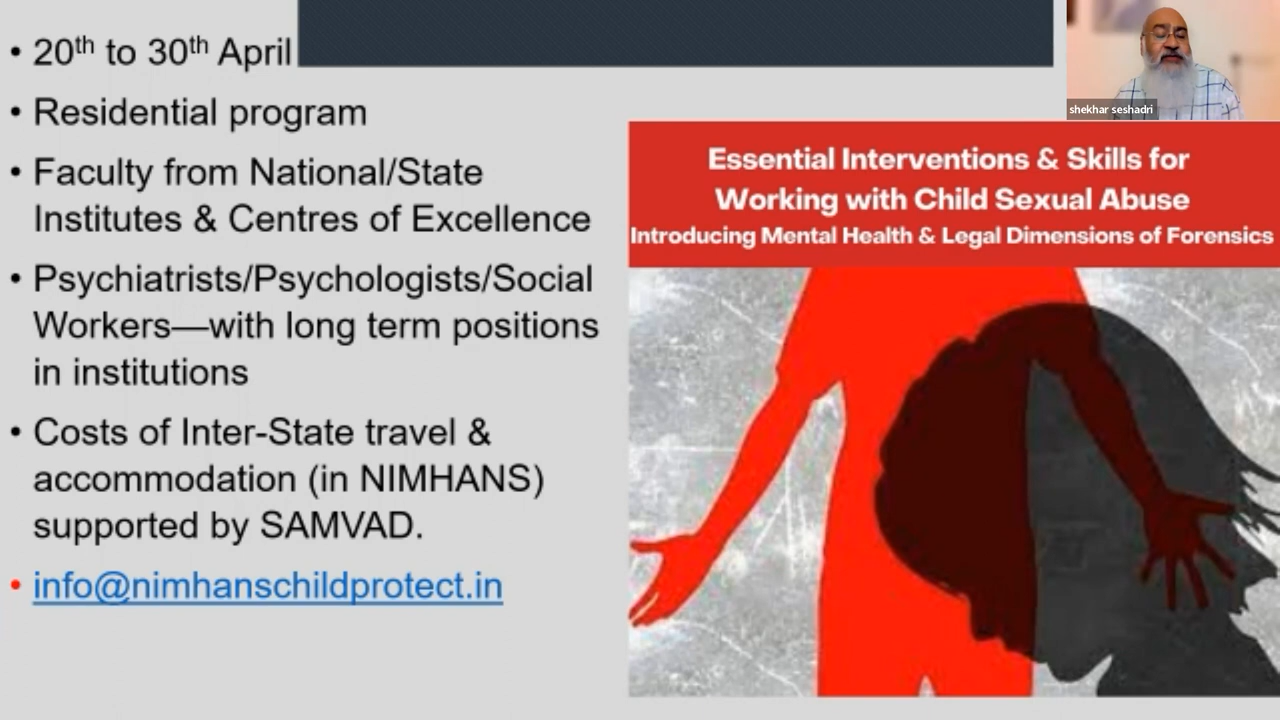 • 20th to 30th April
• Residential program
• Faculty from National/State
Institutes & Centres of Excellence
• Psychiatrists/Psychologists/Social
Workers—with long term positions
in institutions
• Costs of Inter-State travel &
accommodation (in NIMHANS)
supported by SAMVAD.
• info@nimhanschildprotect.in
shekhar seshadri
Essential Interventions & Skills for
Working with Child Sexual Abuse
Introducing Mental Health & Legal Dimensions of Forensics